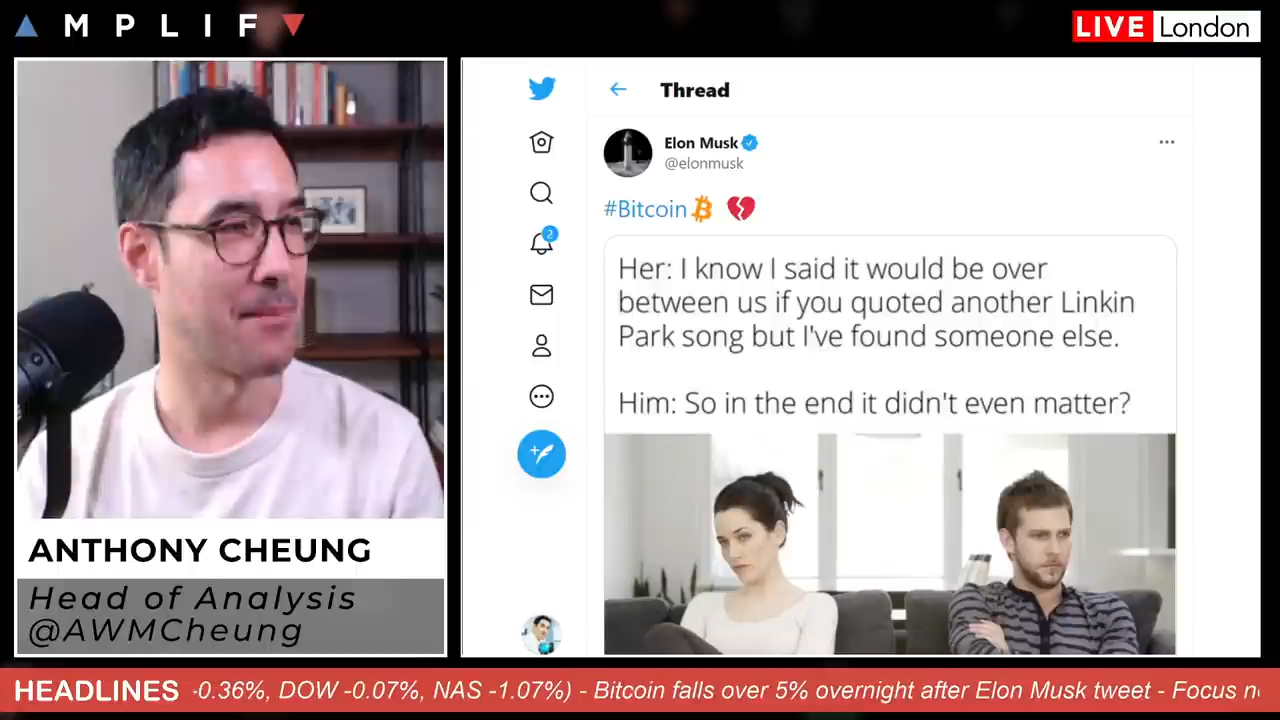 AMPLIFY
LIVE London
Thread
Elon Musk
@elonmusk
#Bitcoin
Her: I know I said it would be over
between us if you quoted another Linkin
Park song but I've found someone else.
Him: So in the end it didn't even matter?
2
ANTHONY CHEUNG
Head of Analysis
@AWMCheung
HEADLINES -0.36%, DOW -0.07%, NAS -1.07%) - Bitcoin falls over 5% overnight after Elon Musk tweet - Focus